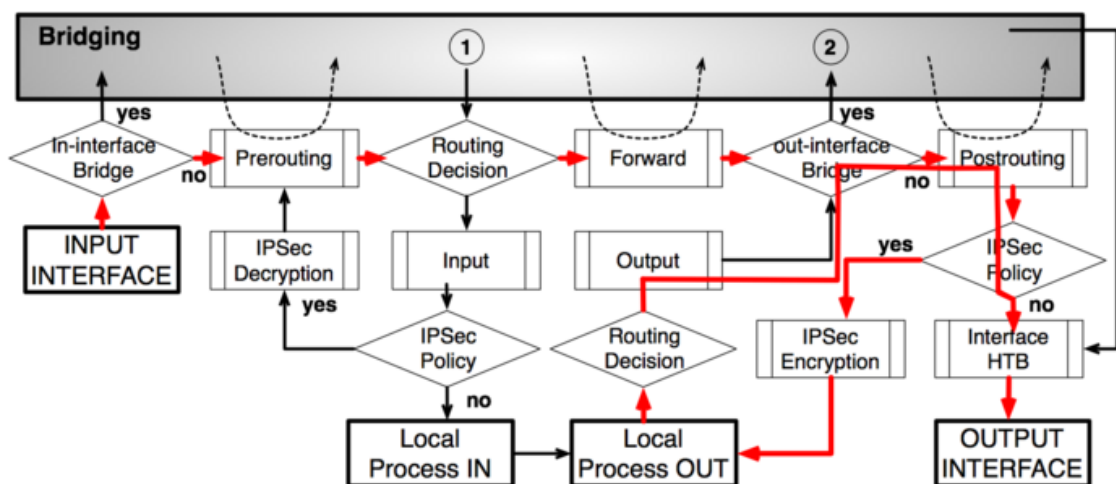 Bridging
1
2
yes
yes
In-interface
Bridge
no
Prerouting
Routing
Decision
Forward
out-interface
Bridge
no
Postrouting
INPUT
INTERFACE
IPSec
Decryption
Input
Output
yes
IPSec
Policy
yes
no
IPSec
Policy
Routing
Decision
IPSec
Encryption
Interface
HTB
no
Local
Process IN
Local
Process OUT
OUTPUT
INTERFACE